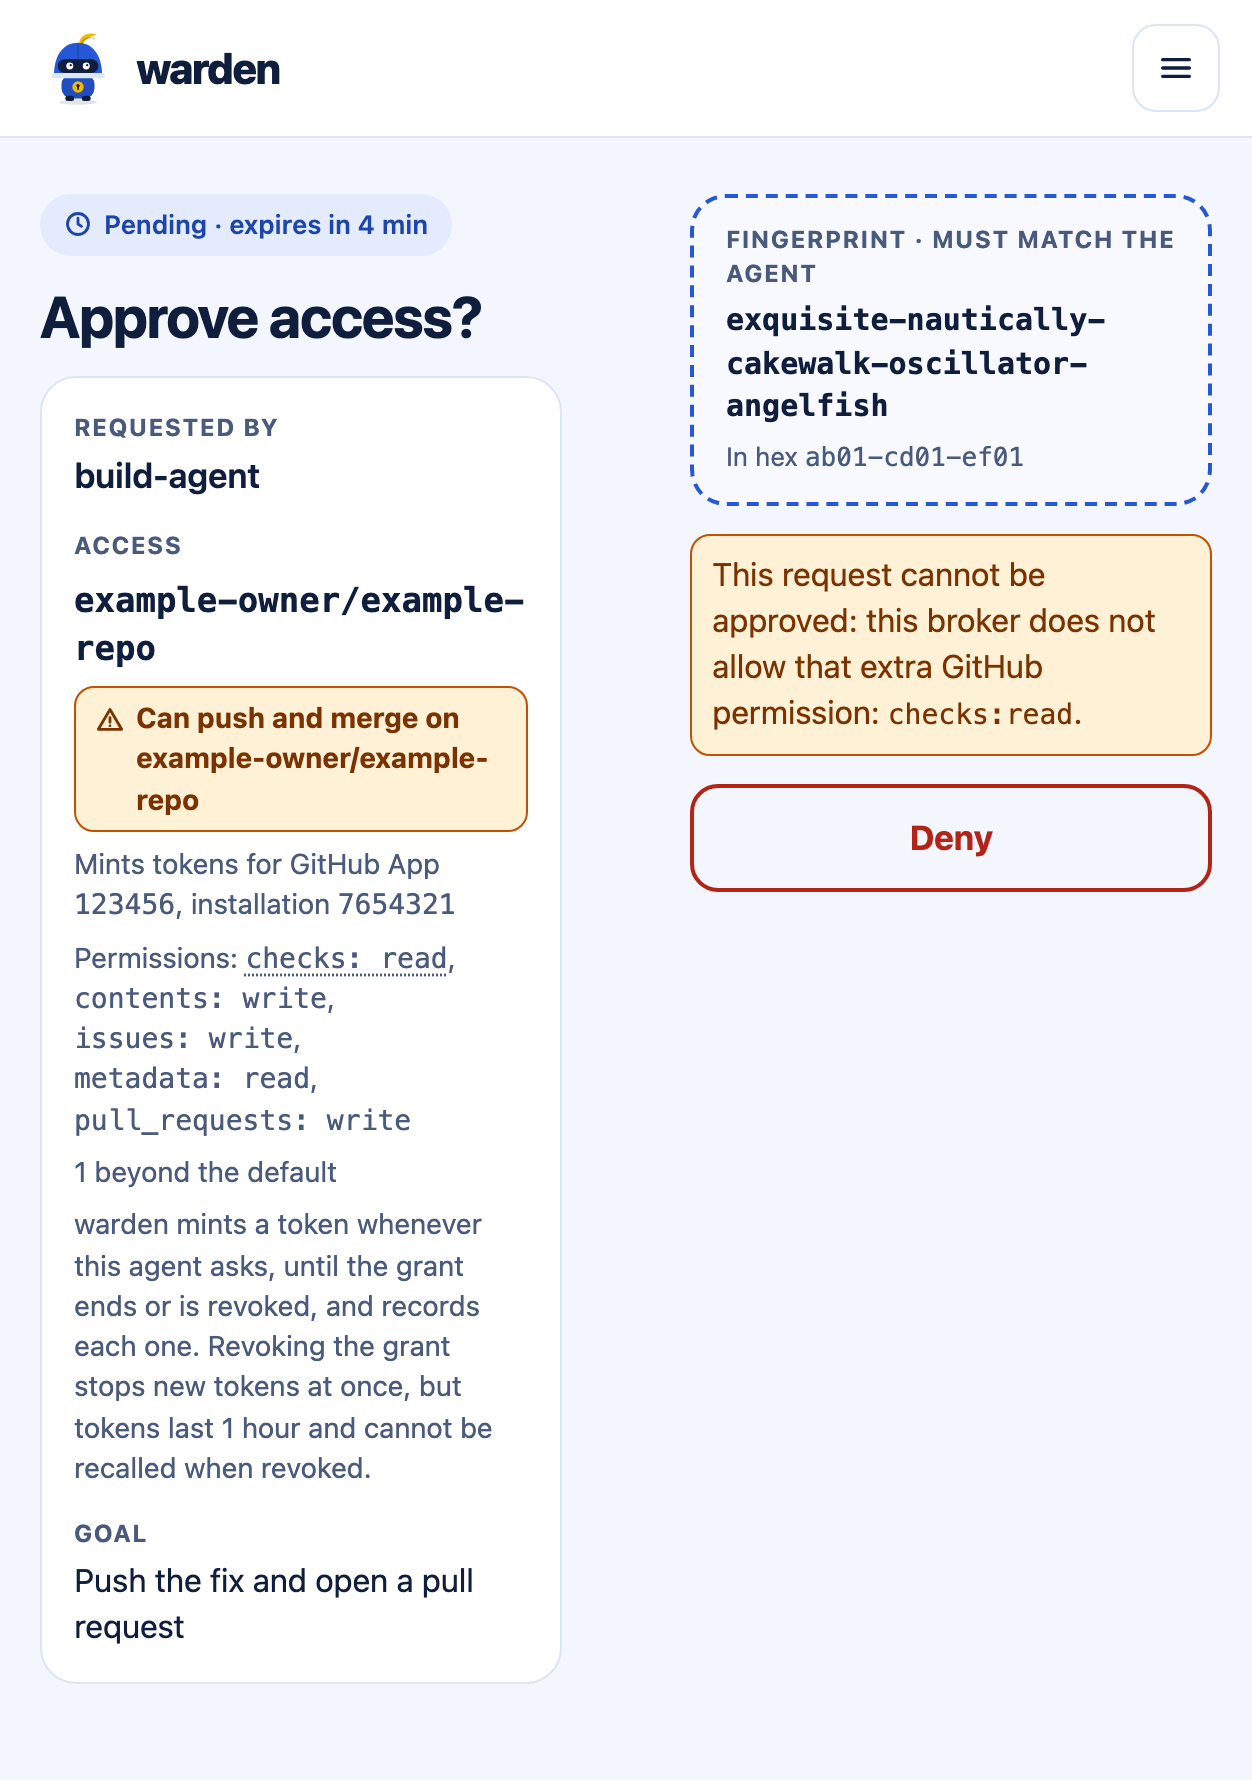 warden
Pending · expires in 4 min
Approve access?
REQUESTED BY
build-agent
ACCESS
example-owner/example-
repo
Can push and merge on
example-owner/example-
repo
Mints tokens for GitHub App
123456, installation 7654321
Permissions: checks: read,
contents: write,
issues: write,
metadata: read,
pull_requests: write
1 beyond the default
warden mints a token whenever
this agent asks, until the grant
ends or is revoked, and records
each one. Revoking the grant
stops new tokens at once, but
tokens last 1 hour and cannot be
recalled when revoked.
GOAL
Push the fix and open a pull
request
FINGERPRINT · MUST MATCH THE
AGENT
exquisite-nautically-
cakewalk-oscillator-
angelfish
In hex ab01-cd01-ef01
This request cannot be
approved: this broker does not
allow that extra GitHub
permission: checks:read.
Deny